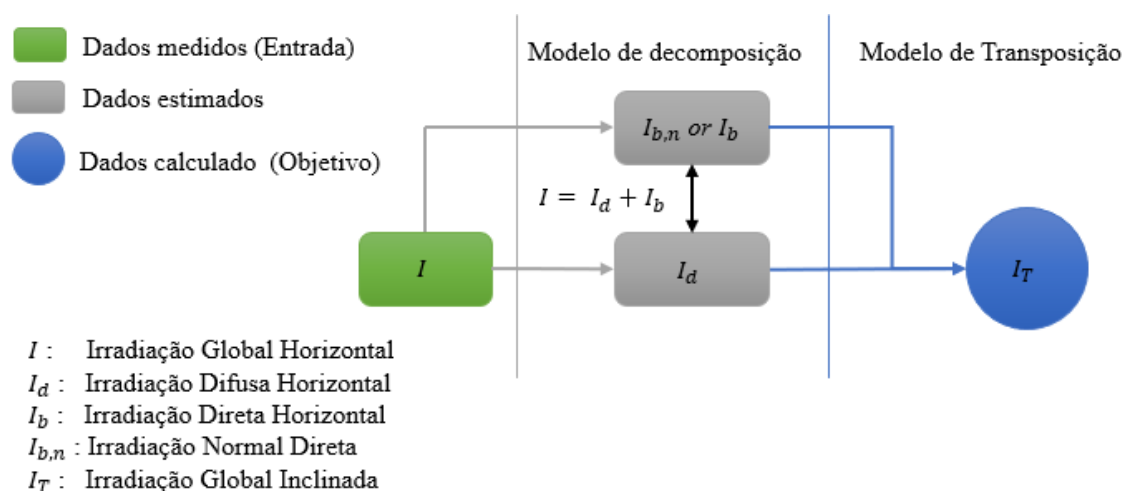 Dados medidos (Entrada)
Dados estimados
Dados calculado (Objetivo)
Modelo de decomposição
Modelo de Transposição
I_{b,n} or I_b
I = I_d + I_b
I
I_d
I_T
I : Irradiação Global Horizontal
I_d : Irradiação Difusa Horizontal
I_b : Irradiação Direta Horizontal
I_{b,n} : Irradiação Normal Direta
I_T : Irradiação Global Inclinada